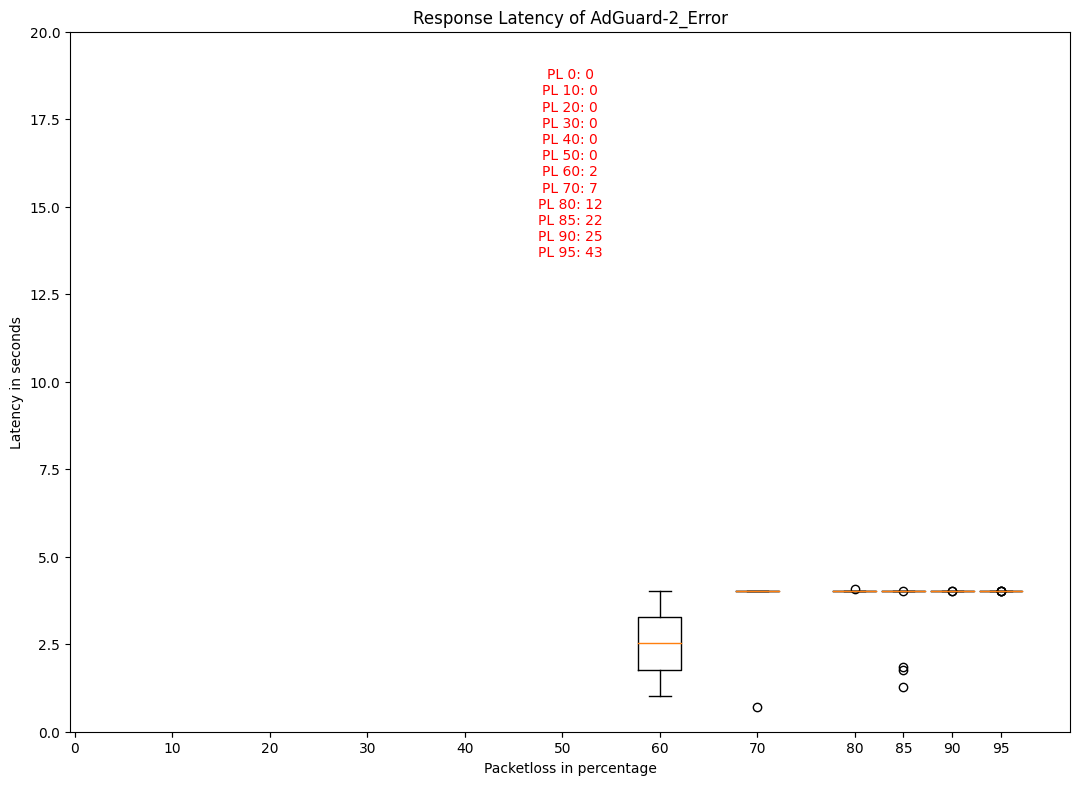 Response Latency of AdGuard-2_Error
20.0
17.5
15.0
12.5
10.0
7.5
5.0
2.5
0.0
Latency in seconds
PL 0: 0
PL 10: 0
PL 20: 0
PL 30: 0
PL 40: 0
PL 50: 0
PL 60: 2
PL 70: 7
PL 80: 12
PL 85: 22
PL 90: 25
PL 95: 43
0 10 20 30 40 50 60 70 80 85 90 95
Packetloss in percentage